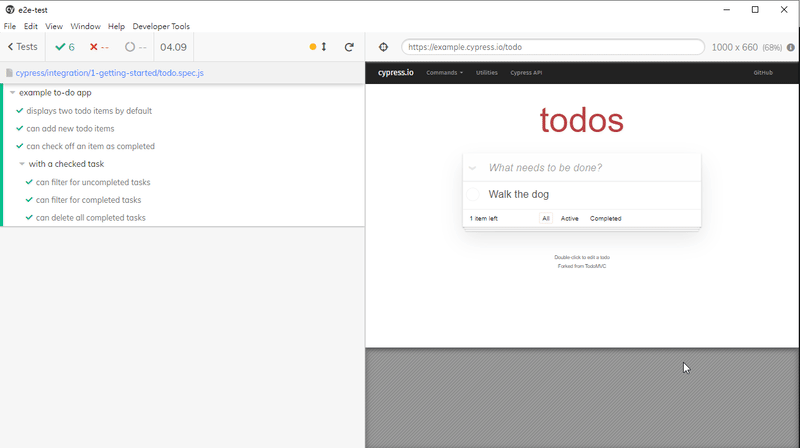 e2e-test
File Edit View Window Help Developer Tools
Tests 6 -- -- 04.09
https://example.cypress.io/todo 1000 x 660 (68%)
cypress/integration/1-getting-started/todo.spec.js
example to-do app
displays two todo items by default
can add new todo items
can check off an item as completed
with a checked task
can filter for uncompleted tasks
can filter for completed tasks
can delete all completed tasks
cypress.io Commands Utilities Cypress API GitHub
todos
What needs to be done?
Walk the dog
1 item left All Active Completed
Double-click to edit a todo
Forked from TodoMVC